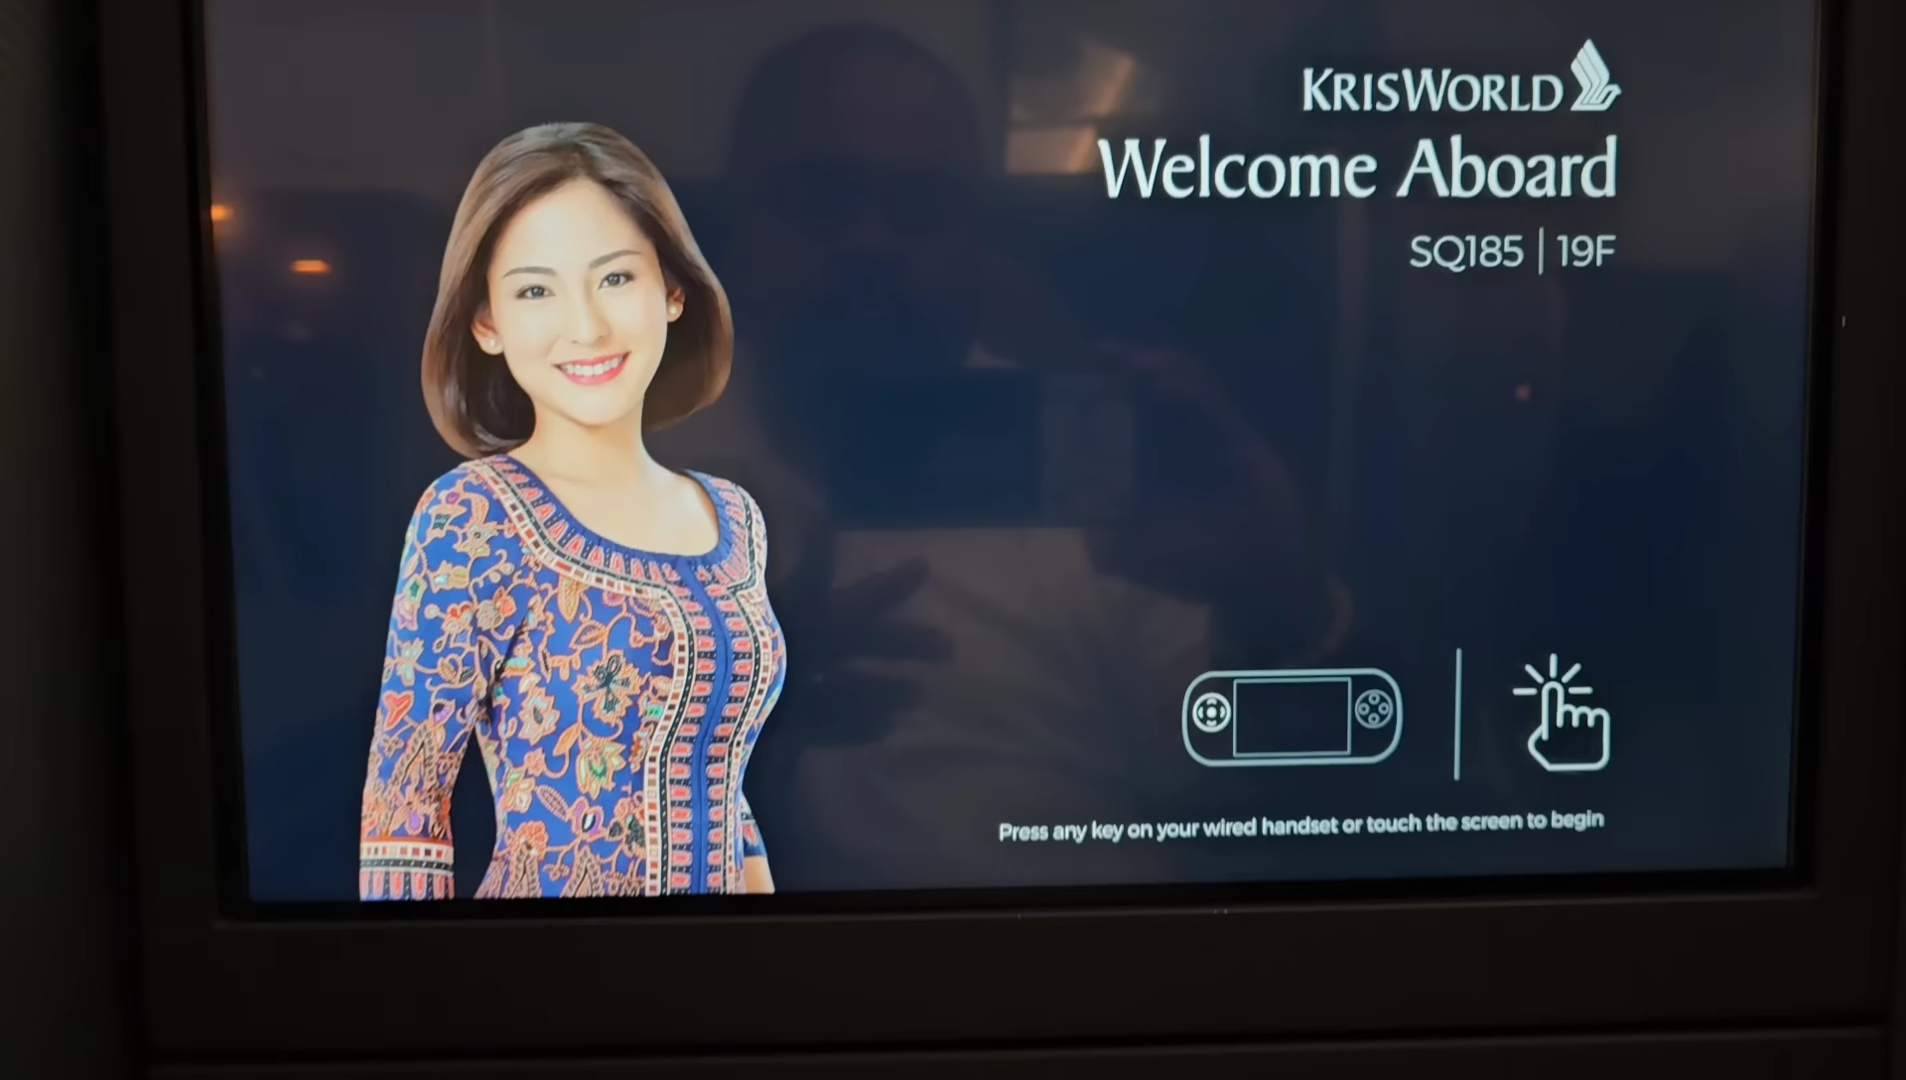 KRISWORLD
Welcome Aboard
SQ185 | 19F
Press any key on your wired handset or touch the screen to begin